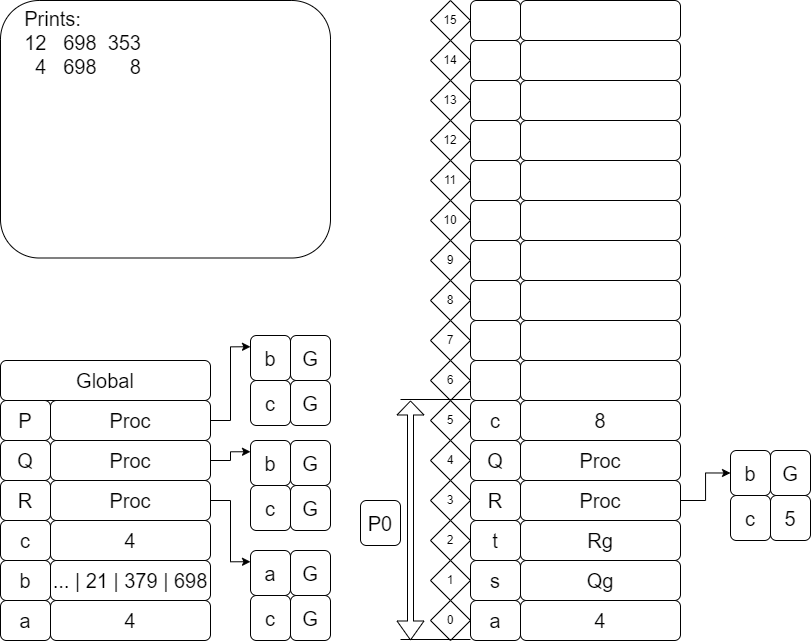 Prints:
12 698 353
4 698 8
Global
P Proc
Q Proc
R Proc
c 4
b ... | 21 | 379 | 698
a 4
b G
c G
b G
c G
a G
c G
P0
15
14
13
12
11
10
9
8
7
6
5 c 8
4 Q Proc
3 R Proc
2 t Rg
1 s Qg
0 a 4
b G
c 5